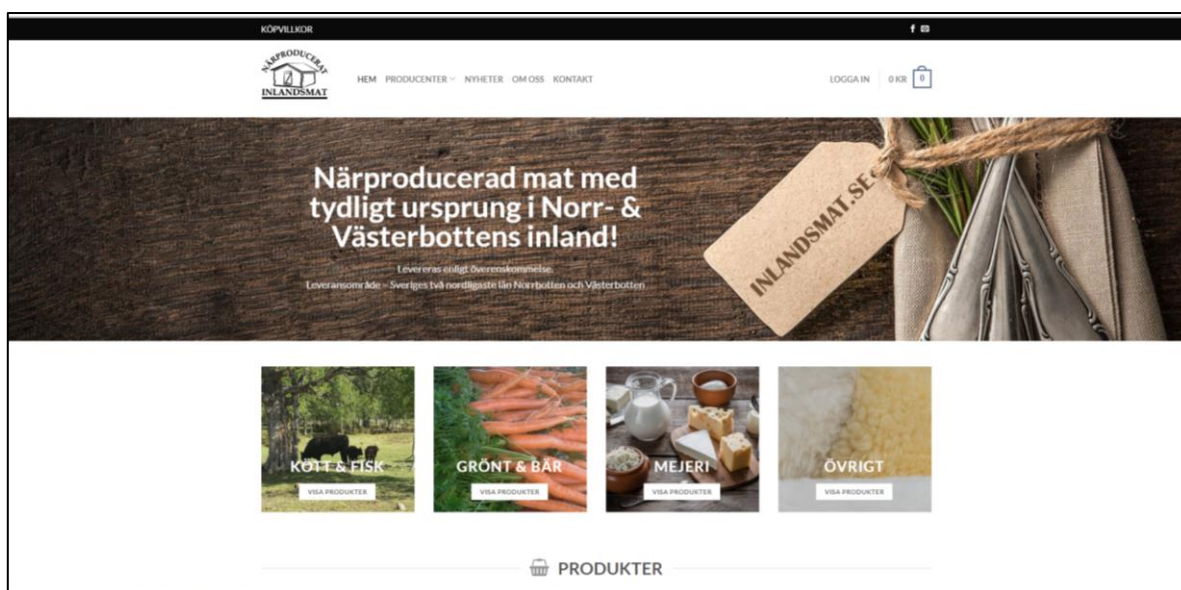 KÖPVILLKOR
NÄRPRODUCERAT
INLANDSMAT
HEM PRODUCENTER NYHETER OM OSS KONTAKT
LOGGA IN 0 KR 0
Närproducerad mat med
tydligt ursprung i Norr- &
Västerbottens inland!
Levereras enligt överenskommelse.
Leveransområde – Sveriges två nordligaste län Norrbotten och Västerbotten
INLANDSMAT.SE
KÖTT & FISK
VISA PRODUKTER
GRÖNT & BÄR
VISA PRODUKTER
MEJERI
VISA PRODUKTER
ÖVRIGT
VISA PRODUKTER
PRODUKTER